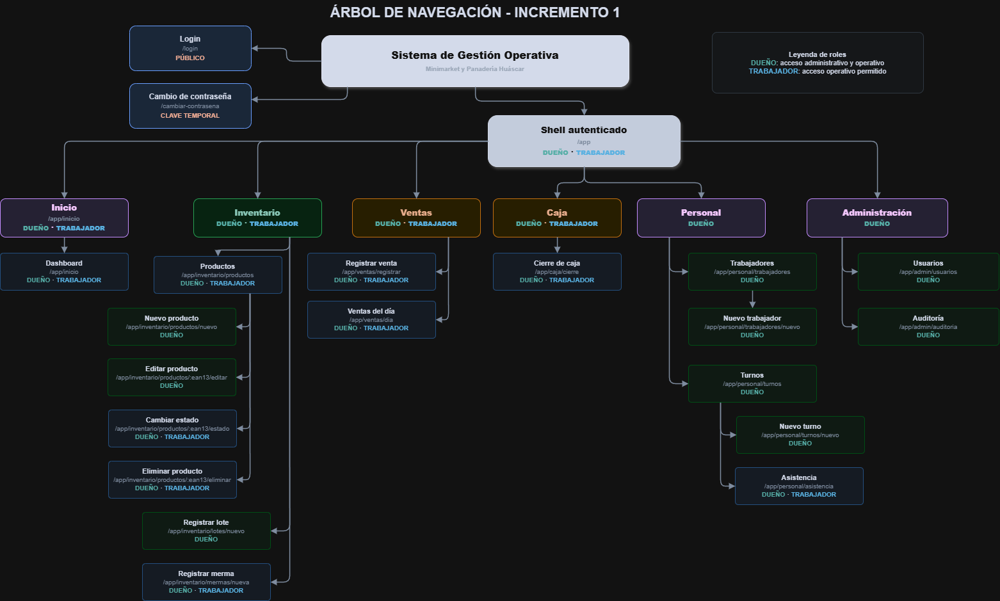 ÁRBOL DE NAVEGACIÓN - INCREMENTO 1
Login
/login
PÚBLICO
Sistema de Gestión Operativa
Minimarket y Panadería Huáscar
Leyenda de roles
DUEÑO: acceso administrativo y operativo
TRABAJADOR: acceso operativo permitido
Cambio de contraseña
/cambiar-contrasena
CLAVE TEMPORAL
Shell autenticado
/app
DUEÑO · TRABAJADOR
Inicio
/app/inicio
DUEÑO · TRABAJADOR
Inventario
DUEÑO · TRABAJADOR
Ventas
DUEÑO · TRABAJADOR
Caja
DUEÑO · TRABAJADOR
Personal
DUEÑO
Administración
DUEÑO
Dashboard
/app/inicio
DUEÑO · TRABAJADOR
Productos
/app/inventario/productos
DUEÑO · TRABAJADOR
Registrar venta
/app/ventas/registrar
DUEÑO · TRABAJADOR
Cierre de caja
/app/caja/cierre
DUEÑO · TRABAJADOR
Trabajadores
/app/personal/trabajadores
DUEÑO
Usuarios
/app/admin/usuarios
DUEÑO
Nuevo producto
/app/inventario/productos/nuevo
DUEÑO
Ventas del día
/app/ventas/dia
DUEÑO · TRABAJADOR
Nuevo trabajador
/app/personal/trabajadores/nuevo
DUEÑO
Auditoría
/app/admin/auditoria
DUEÑO
Editar producto
/app/inventario/productos/:ean13/editar
DUEÑO
Turnos
/app/personal/turnos
DUEÑO
Cambiar estado
/app/inventario/productos/:ean13/estado
DUEÑO · TRABAJADOR
Nuevo turno
/app/personal/turnos/nuevo
DUEÑO
Eliminar producto
/app/inventario/productos/:ean13/eliminar
DUEÑO · TRABAJADOR
Asistencia
/app/personal/asistencia
DUEÑO · TRABAJADOR
Registrar lote
/app/inventario/lotes/nuevo
DUEÑO
Registrar merma
/app/inventario/mermas/nueva
DUEÑO · TRABAJADOR